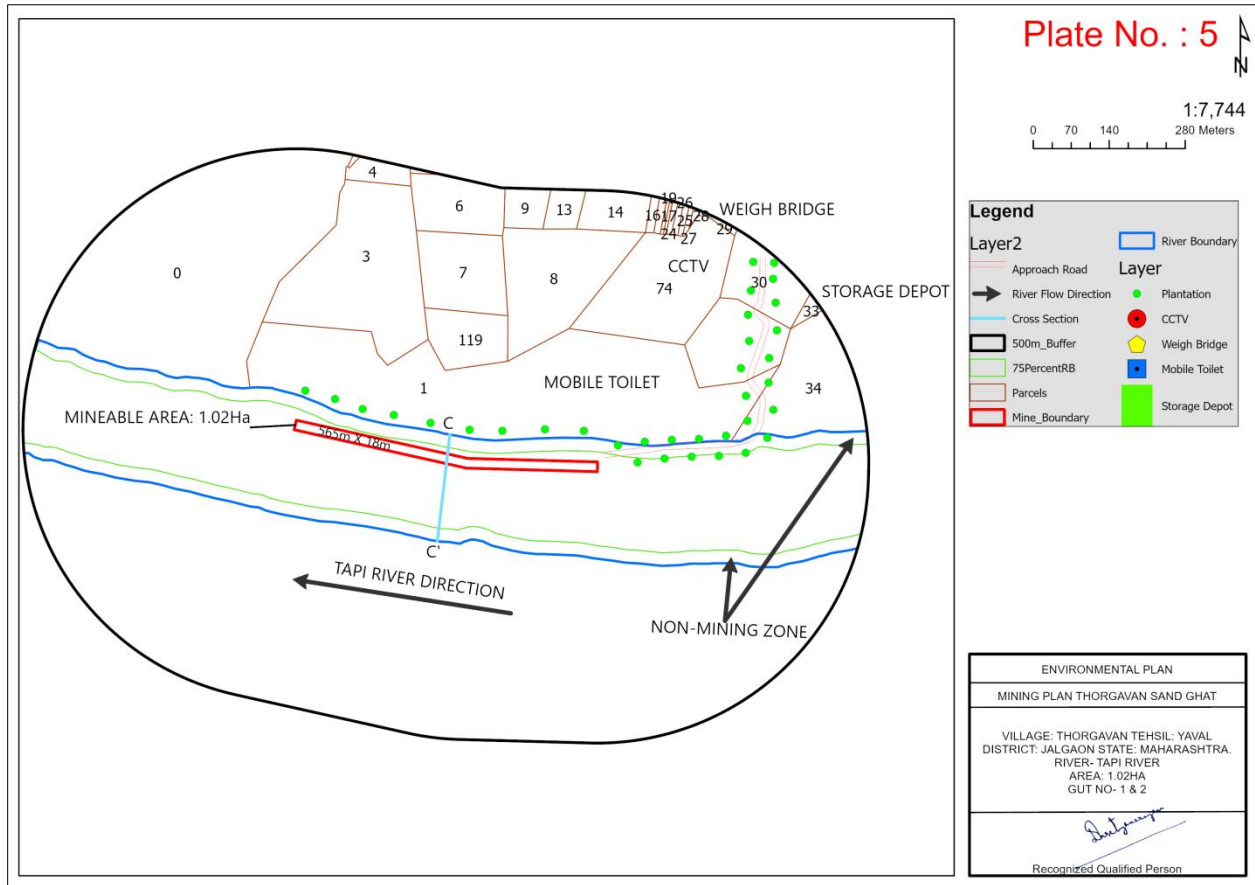 Plate No. : 5
N
1:7,744
0 70 140 280 Meters
Legend
Layer2
Approach Road
River Flow Direction
Cross Section
500m_Buffer
75PercentRB
Parcels
Mine_Boundary
River Boundary
Layer
Plantation
CCTV
Weigh Bridge
Mobile Toilet
Storage Depot
4
6
9
13
14
16
19
17
26
25
28
24
27
29
WEIGH BRIDGE
0
3
7
8
CCTV
74
30
STORAGE DEPOT
33
119
1
MOBILE TOILET
34
MINEABLE AREA: 1.02Ha
565m X 18m
C
C'
TAPI RIVER DIRECTION
NON-MINING ZONE
ENVIRONMENTAL PLAN
MINING PLAN THORGAVAN SAND GHAT
VILLAGE: THORGAVAN TEHSIL: YAVAL
DISTRICT: JALGAON STATE: MAHARASHTRA.
RIVER- TAPI RIVER
AREA: 1.02HA
GUT NO- 1 & 2
Recognized Qualified Person